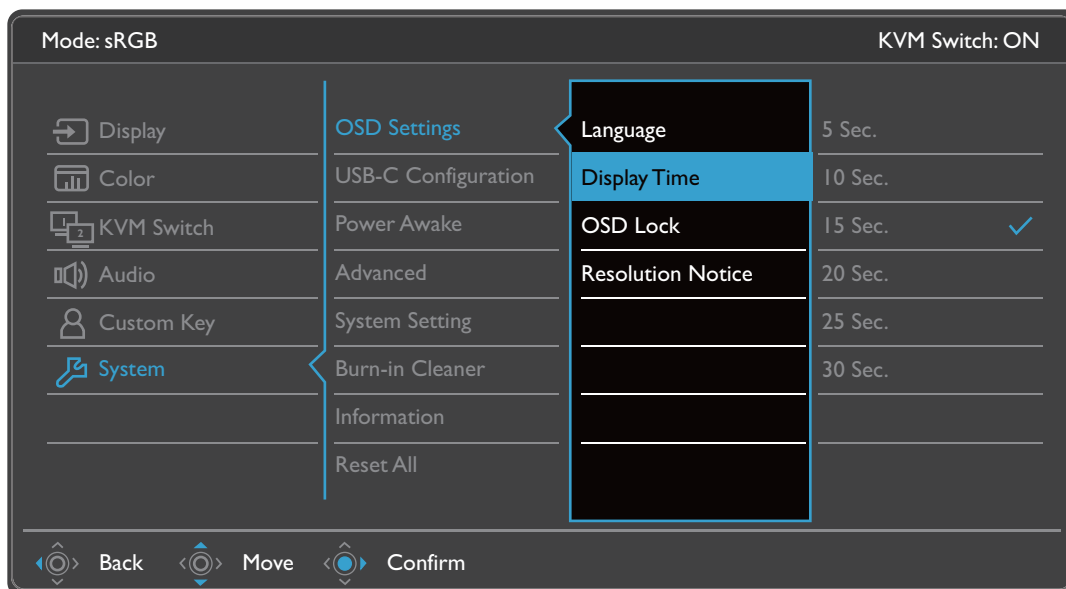 Mode: sRGB
KVM Switch: ON
Display
Color
1 2 KVM Switch
Audio
Custom Key
System
OSD Settings
USB-C Configuration
Power Awake
Advanced
System Setting
Burn-in Cleaner
Information
Reset All
Language
Display Time
OSD Lock
Resolution Notice
5 Sec.
10 Sec.
15 Sec.
20 Sec.
25 Sec.
30 Sec.
Back Move Confirm